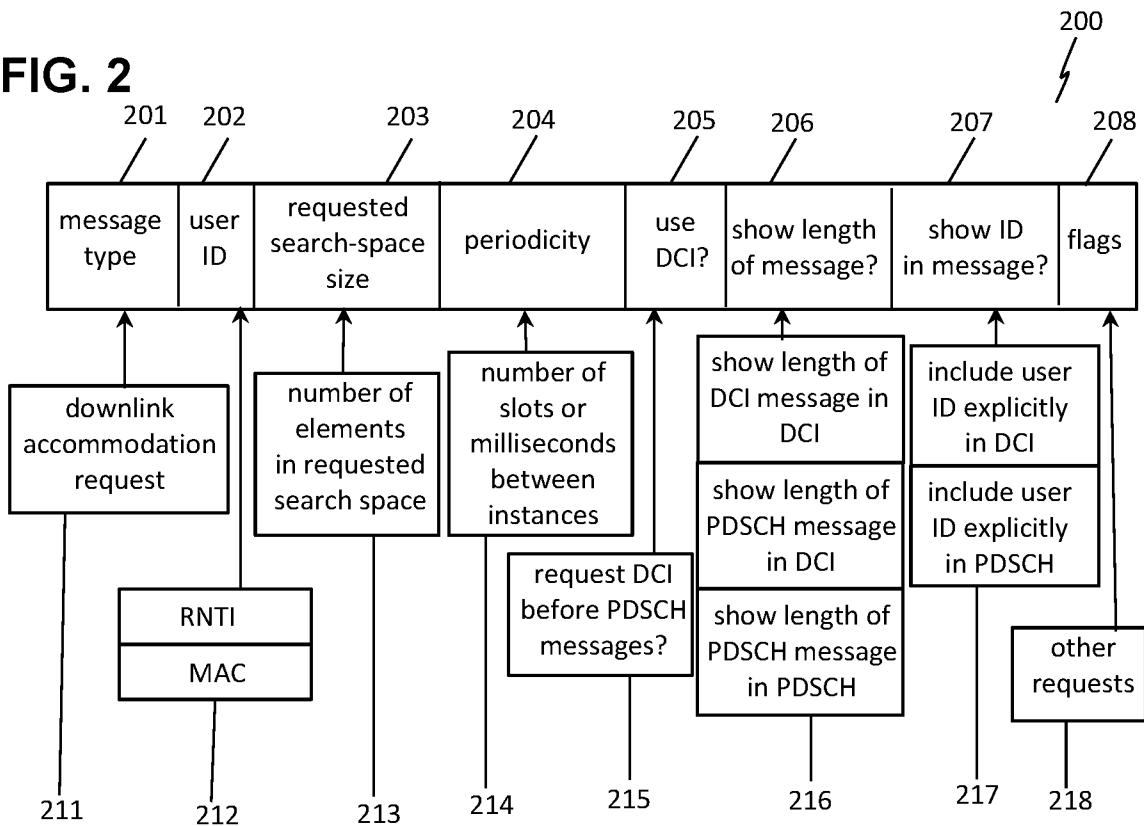 200
FIG. 2
201
202
203
204
205
206
207
208
message
type
user
ID
requested
search-space
size
periodicity
use
DCI?
show length
of message?
show ID
in message?
flags
downlink
accommodation
request
RNTI
MAC
number of
elements
in requested
search space
number of
slots or
milliseconds
between
instances
request DCI
before PDSCH
messages?
show length of
DCI message in
DCI
show length of
PDSCH message
in DCI
show length of
PDSCH message
in PDSCH
include user
ID explicitly
in DCI
include user
ID explicitly
in PDSCH
other
requests
211
212
213
214
215
216
217
218